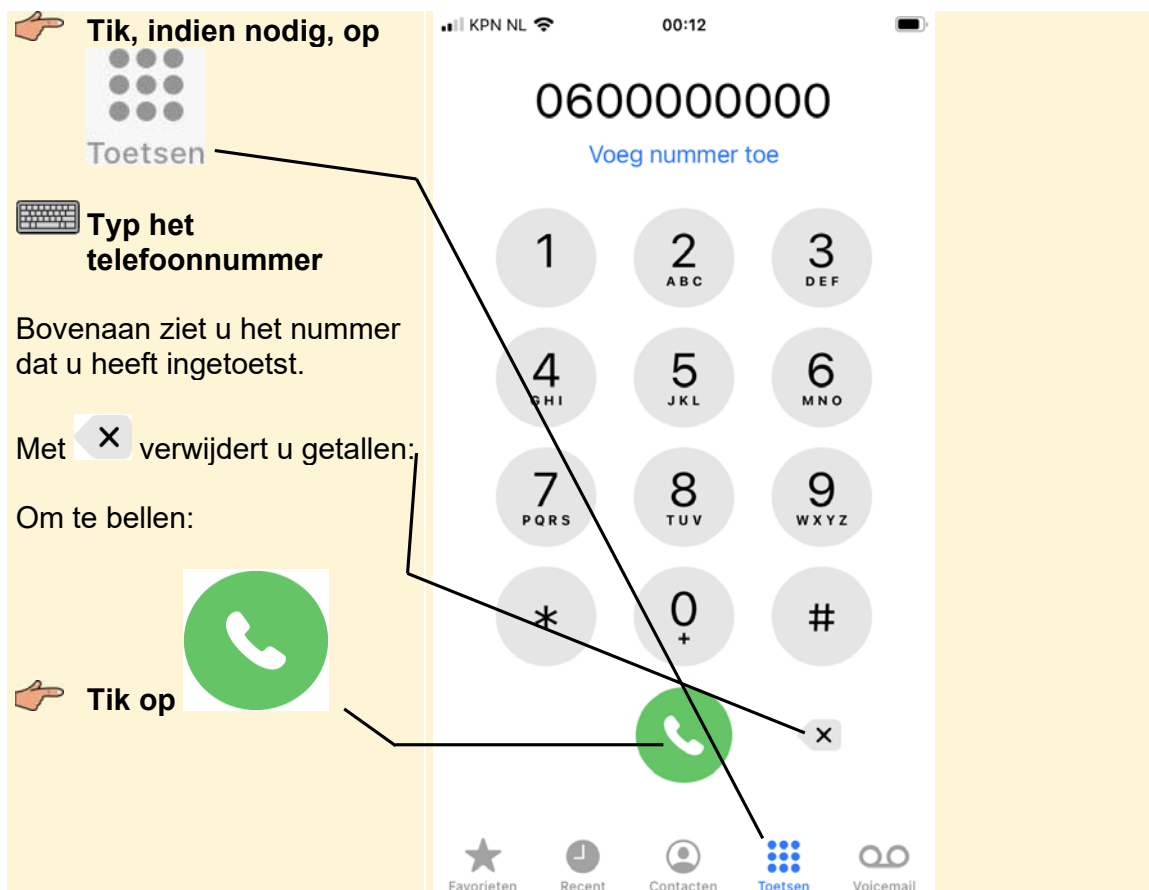 Tik, indien nodig, op
Toetsen
Typ het
telefoonnummer
Bovenaan ziet u het nummer
dat u heeft ingetoetst.
Met verwijdert u getallen:
Om te bellen:
Tik op
KPN NL 00:12
0600000000
Voeg nummer toe
1 2 3
ABC DEF
4 5 6
GHI JKL MNO
7 8 9
PQRS TUV WXYZ
* 0 #
+
Favorieten Recent Contacten Toetsen Voicemail